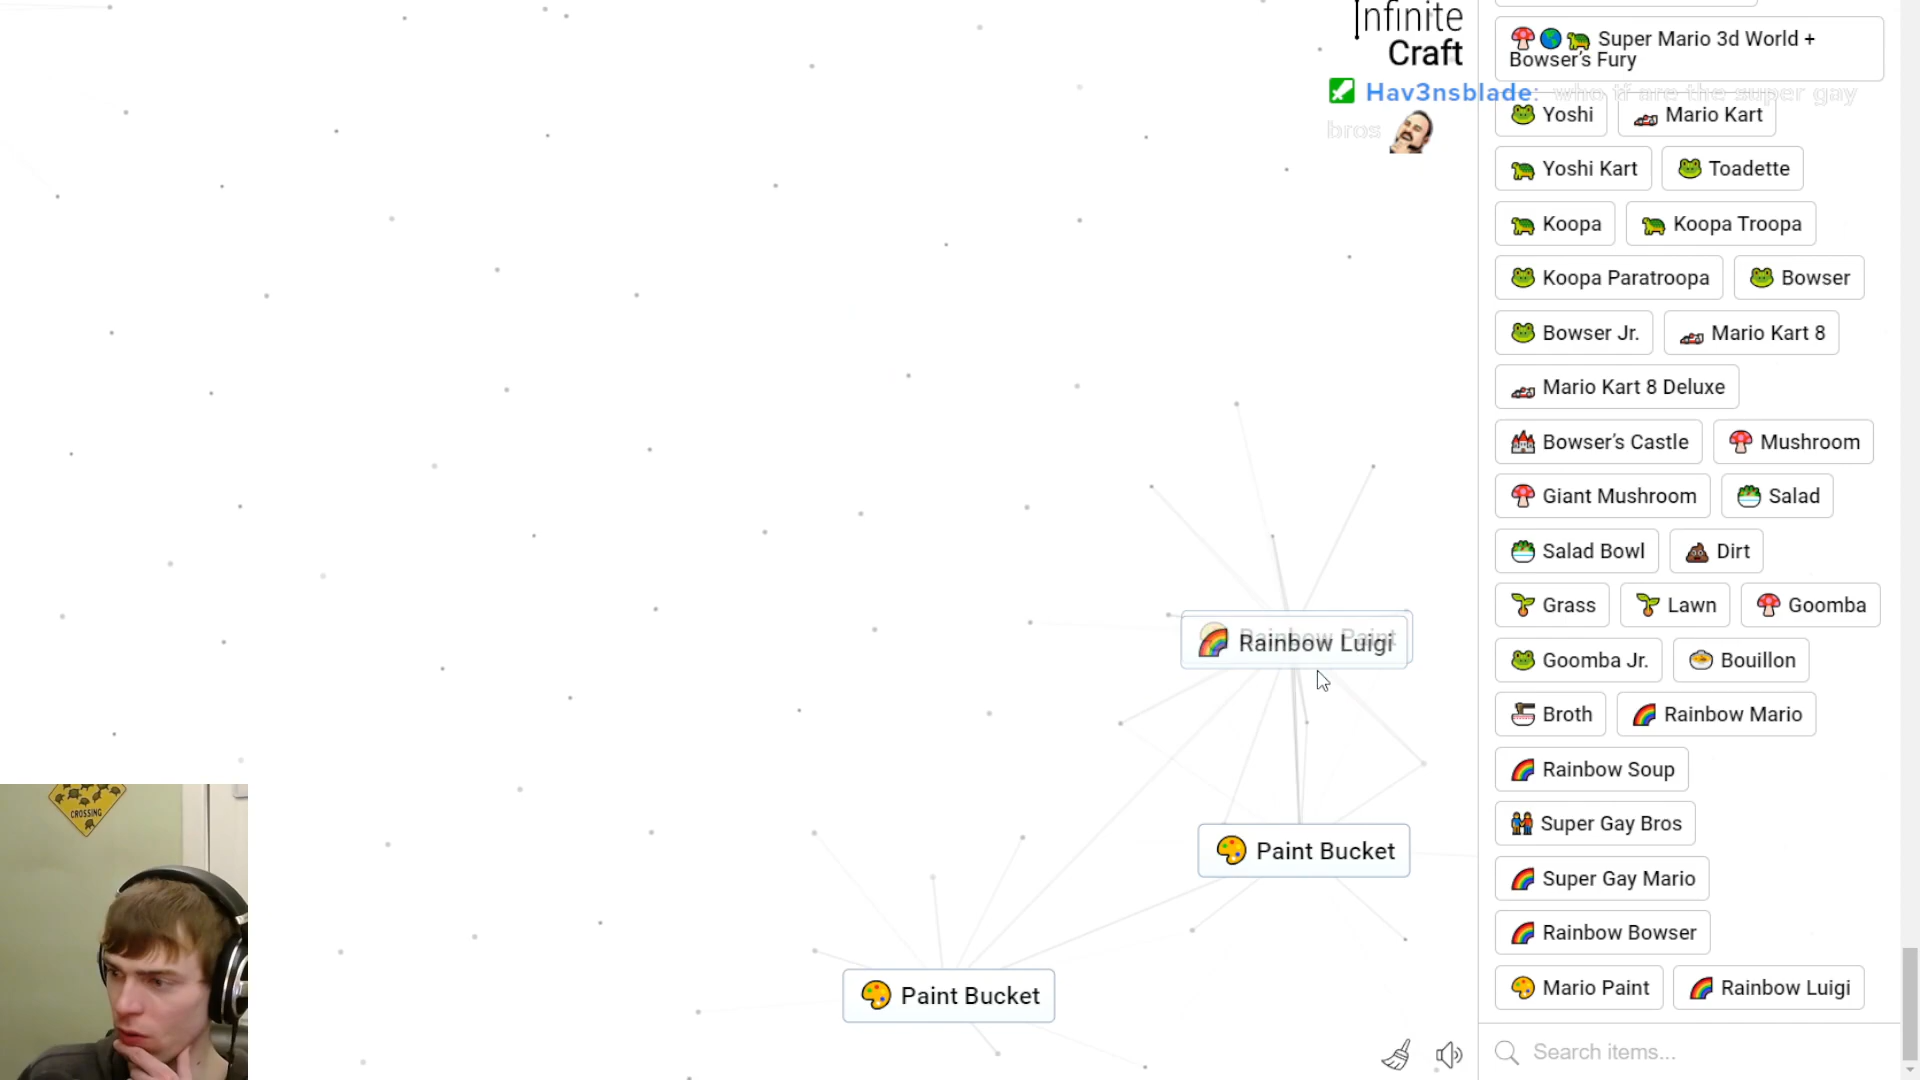 Infinite
Craft
Hav3nsblade: who tf are the super gay
bros
Super Mario 3d World +
Bowser's Fury
Yoshi Mario Kart
Yoshi Kart Toadette
Koopa Koopa Troopa
Koopa Paratroopa Bowser
Bowser Jr. Mario Kart 8
Mario Kart 8 Deluxe
Bowser's Castle Mushroom
Giant Mushroom Salad
Salad Bowl Dirt
Grass Lawn Goomba
Goomba Jr. Bouillon
Broth Rainbow Mario
Rainbow Soup
Super Gay Bros
Super Gay Mario
Rainbow Bowser
Mario Paint Rainbow Luigi
Search items...
Rainbow Paint
Rainbow Luigi
Paint Bucket
Paint Bucket
CROSSING